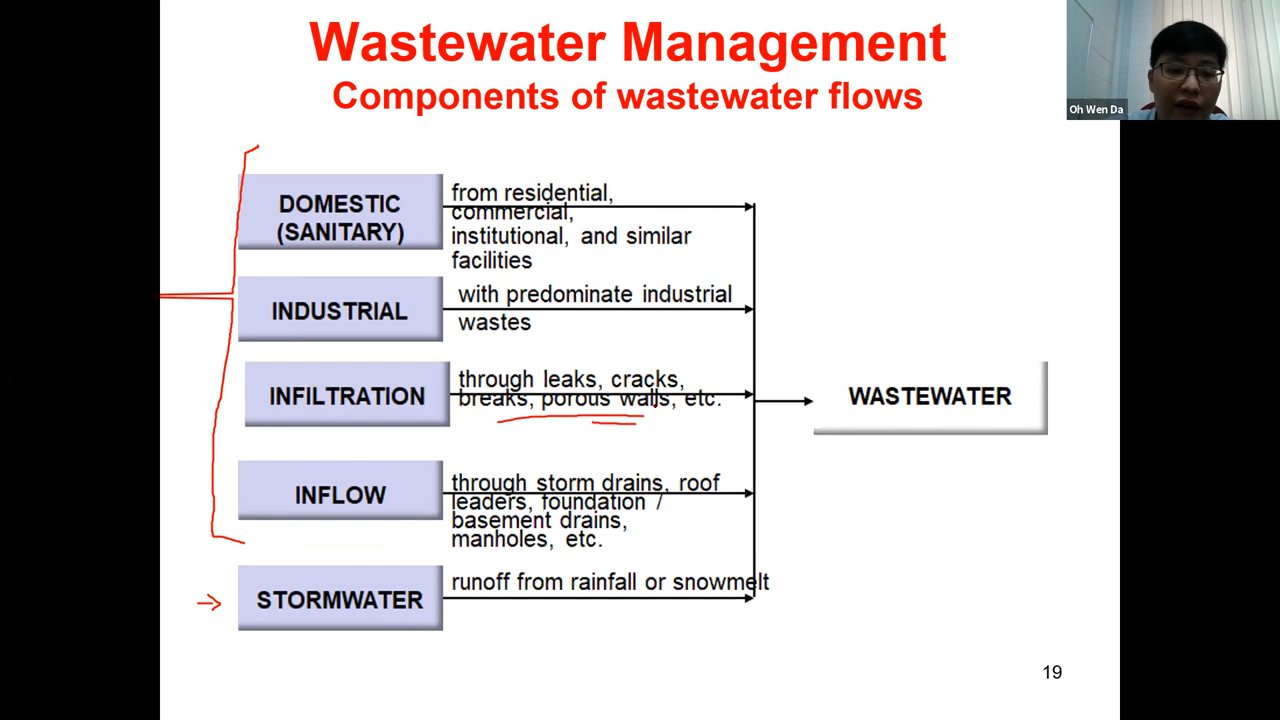 Wastewater Management
Components of wastewater flows
Oh Wen Da
DOMESTIC
(SANITARY)
from residential,
commercial,
institutional, and similar
facilities
INDUSTRIAL
with predominate industrial
wastes
INFILTRATION
through leaks, cracks,
breaks, porous walls, etc.
WASTEWATER
INFLOW
through storm drains, roof
leaders, foundation /
basement drains,
manholes, etc.
STORMWATER
runoff from rainfall or snowmelt
19